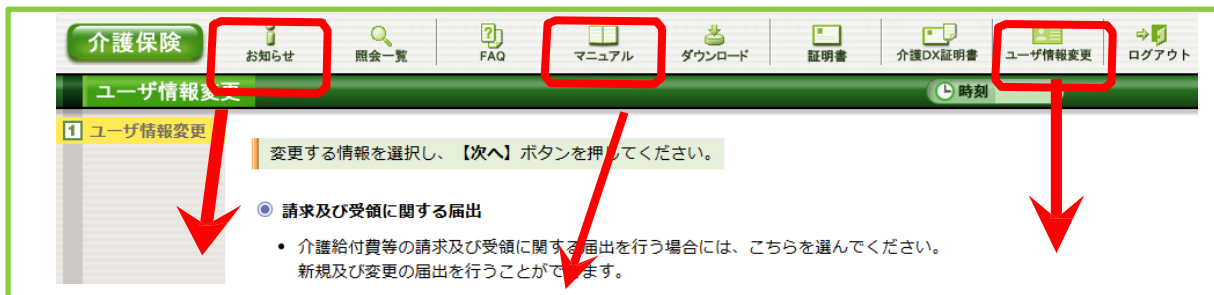 介護保険
お知らせ
照会一覧
FAQ
マニュアル
ダウンロード
証明書
介護DX証明書
ユーザ情報変更
ログアウト
ユーザ情報変更
時刻
1 ユーザ情報変更
変更する情報を選択し、【次へ】ボタンを押してください。
請求及び受領に関する届出
• 介護給付費等の請求及び受領に関する届出を行う場合には、こちらを選んでください。
新規及び変更の届出を行うことができます。